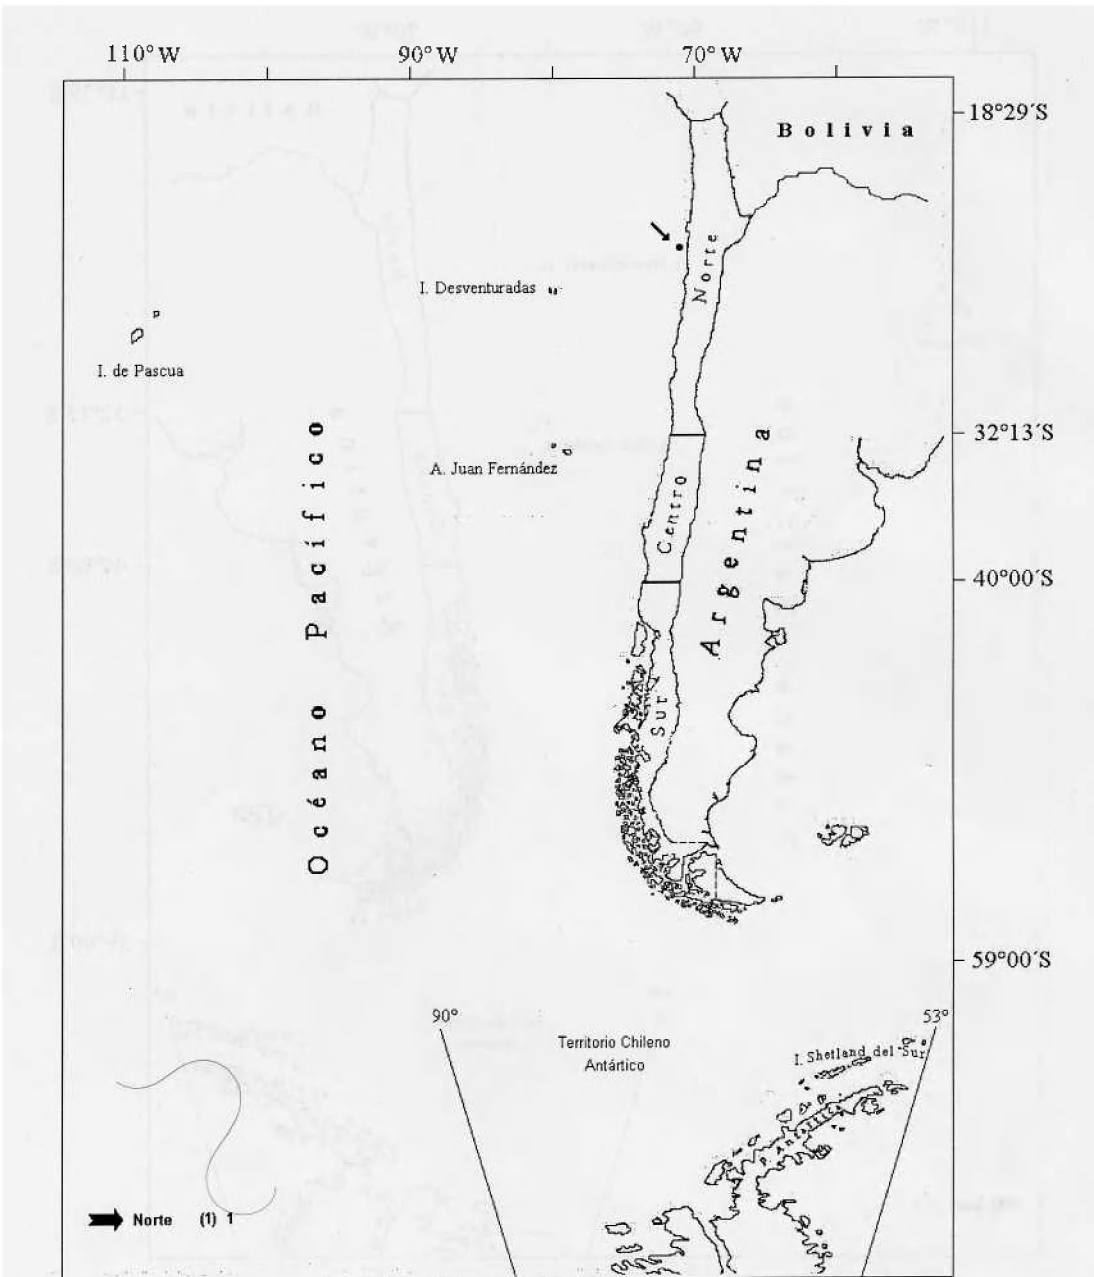 110° W 90° W 70° W
18°29´S
Bolivia
Norte
I. Desventuradas
I. de Pascua
32°13´S
A. Juan Fernández
Océano Pacífico
Centro
Argentina
40°00´S
Sur
59°00´S
90° 53°
Territorio Chileno
Antártico
I. Shetland del Sur
P. Antártica
Norte (1) 1